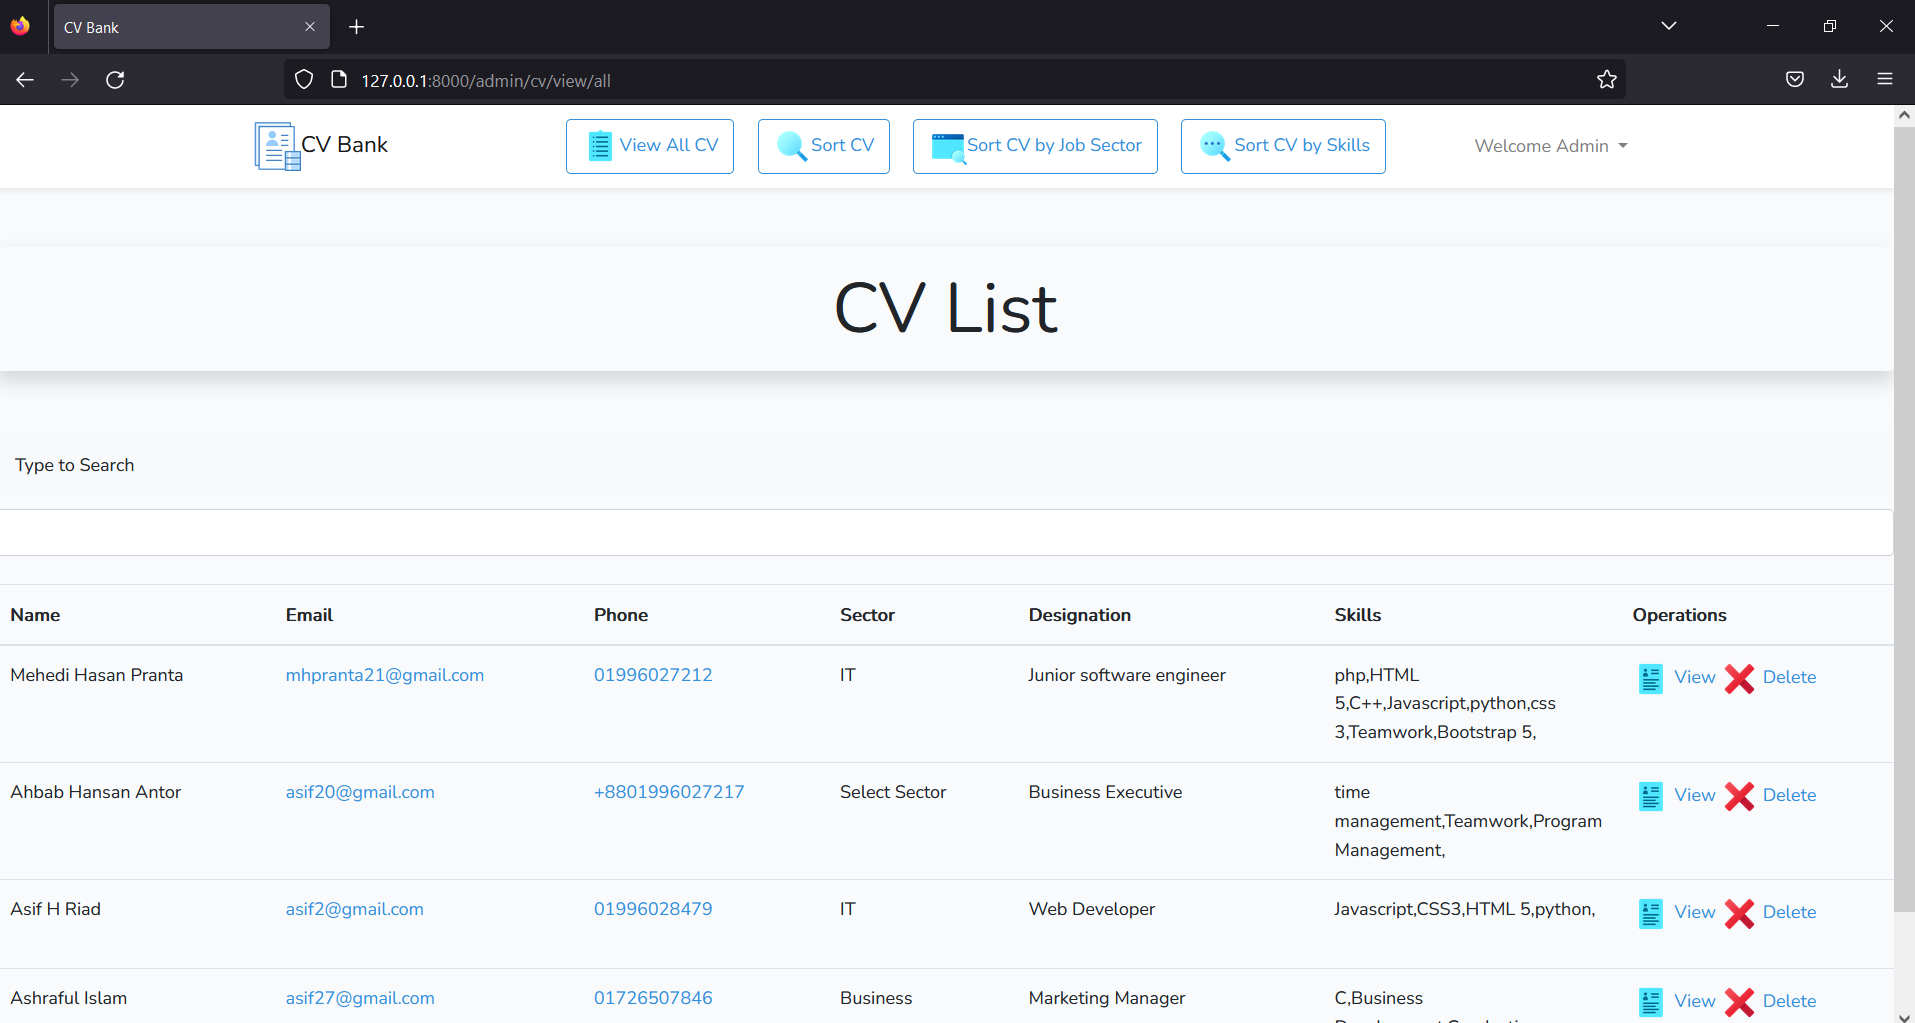 CV Bank
127.0.0.1:8000/admin/cv/view/all
CV Bank
View All CV
Sort CV
Sort CV by Job Sector
Sort CV by Skills
Welcome Admin
CV List
Type to Search
Name Email Phone Sector Designation Skills Operations
Mehedi Hasan Pranta mhpranta21@gmail.com 01996027212 IT Junior software engineer php,HTML View Delete
5,C++,Javascript,python,css
3,Teamwork,Bootstrap 5,
Ahbab Hansan Antor asif20@gmail.com +8801996027217 Select Sector Business Executive time View Delete
management,Teamwork,Program
Management,
Asif H Riad asif2@gmail.com 01996028479 IT Web Developer Javascript,CSS3,HTML 5,python, View Delete
Ashraful Islam asif27@gmail.com 01726507846 Business Marketing Manager C,Business View Delete